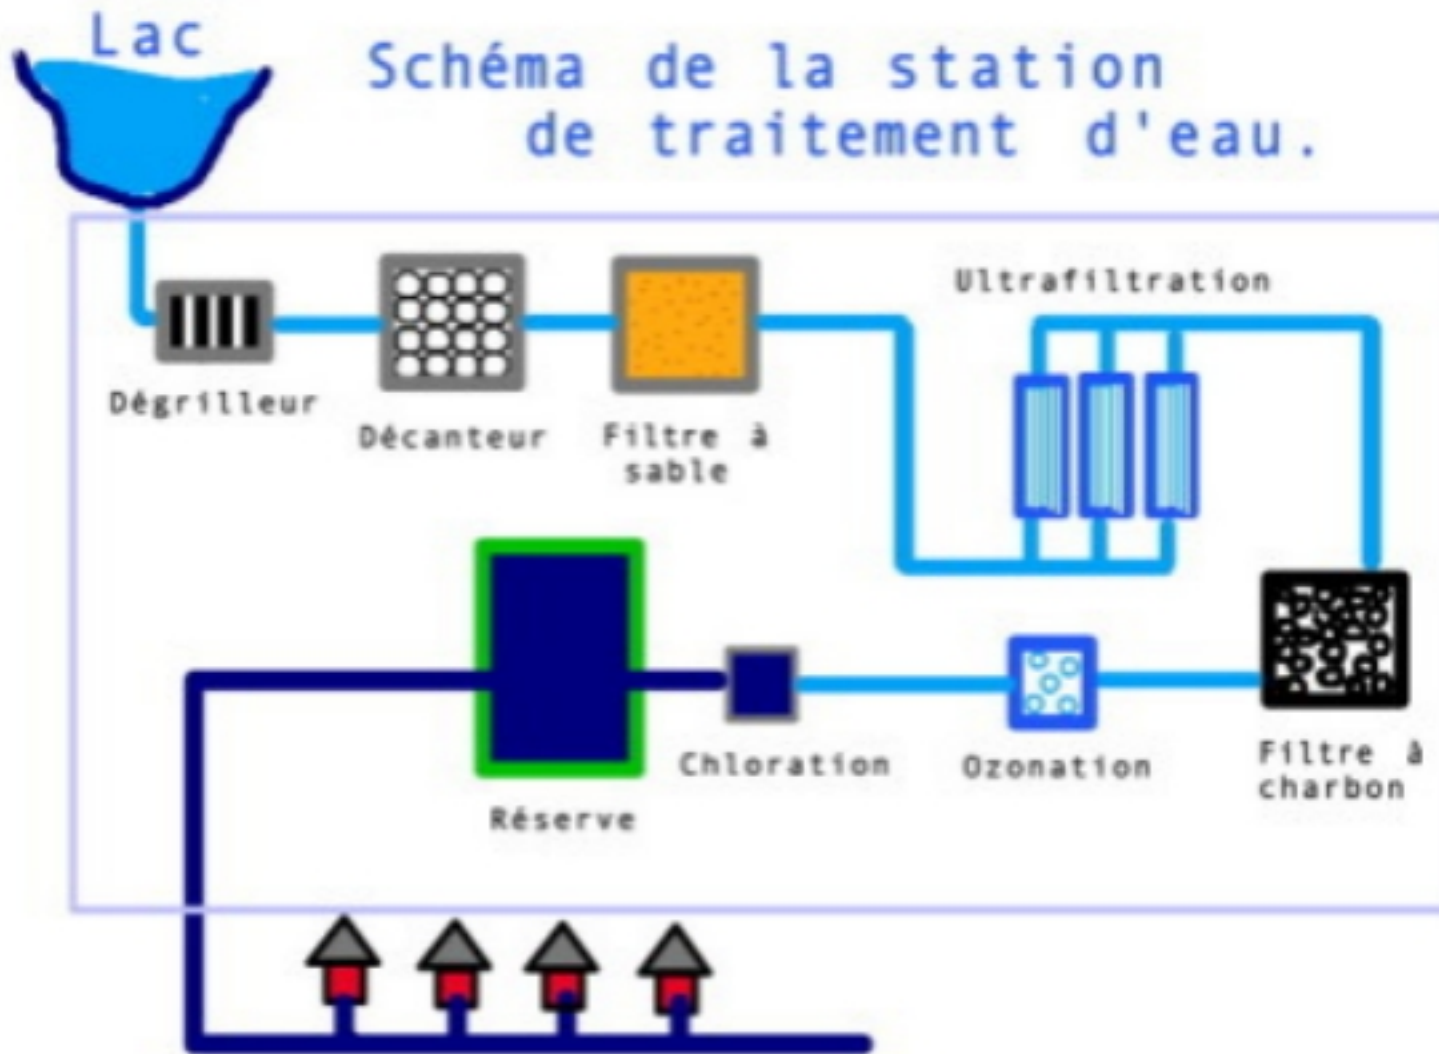 Lac
Schéma de la station
de traitement d'eau.
Ultrafiltration
Dégrilleur
Décanteur
Filtre à
sable
Chloration
Ozonation
Filtre à
charbon
Réserve